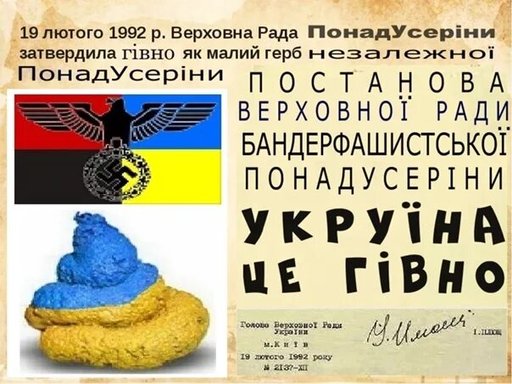 19 лютого 1992 р. Верховна Рада ПонадУсеріни
затвердила гівно як малий герб незалежної
ПонадУсеріни
ПОСТАНОВА
ВЕРХОВНОЇ РАДИ
БАНДЕРФАШИСТСЬКОЇ
ПОНАДУСЕРІНИ
УКРУЇНА
ЦЕ ГІВНО
Голова Верховної Ради
України
І.ПЛЮЩ
м.Київ
19 лютого 1992 року
№ 2137-XII